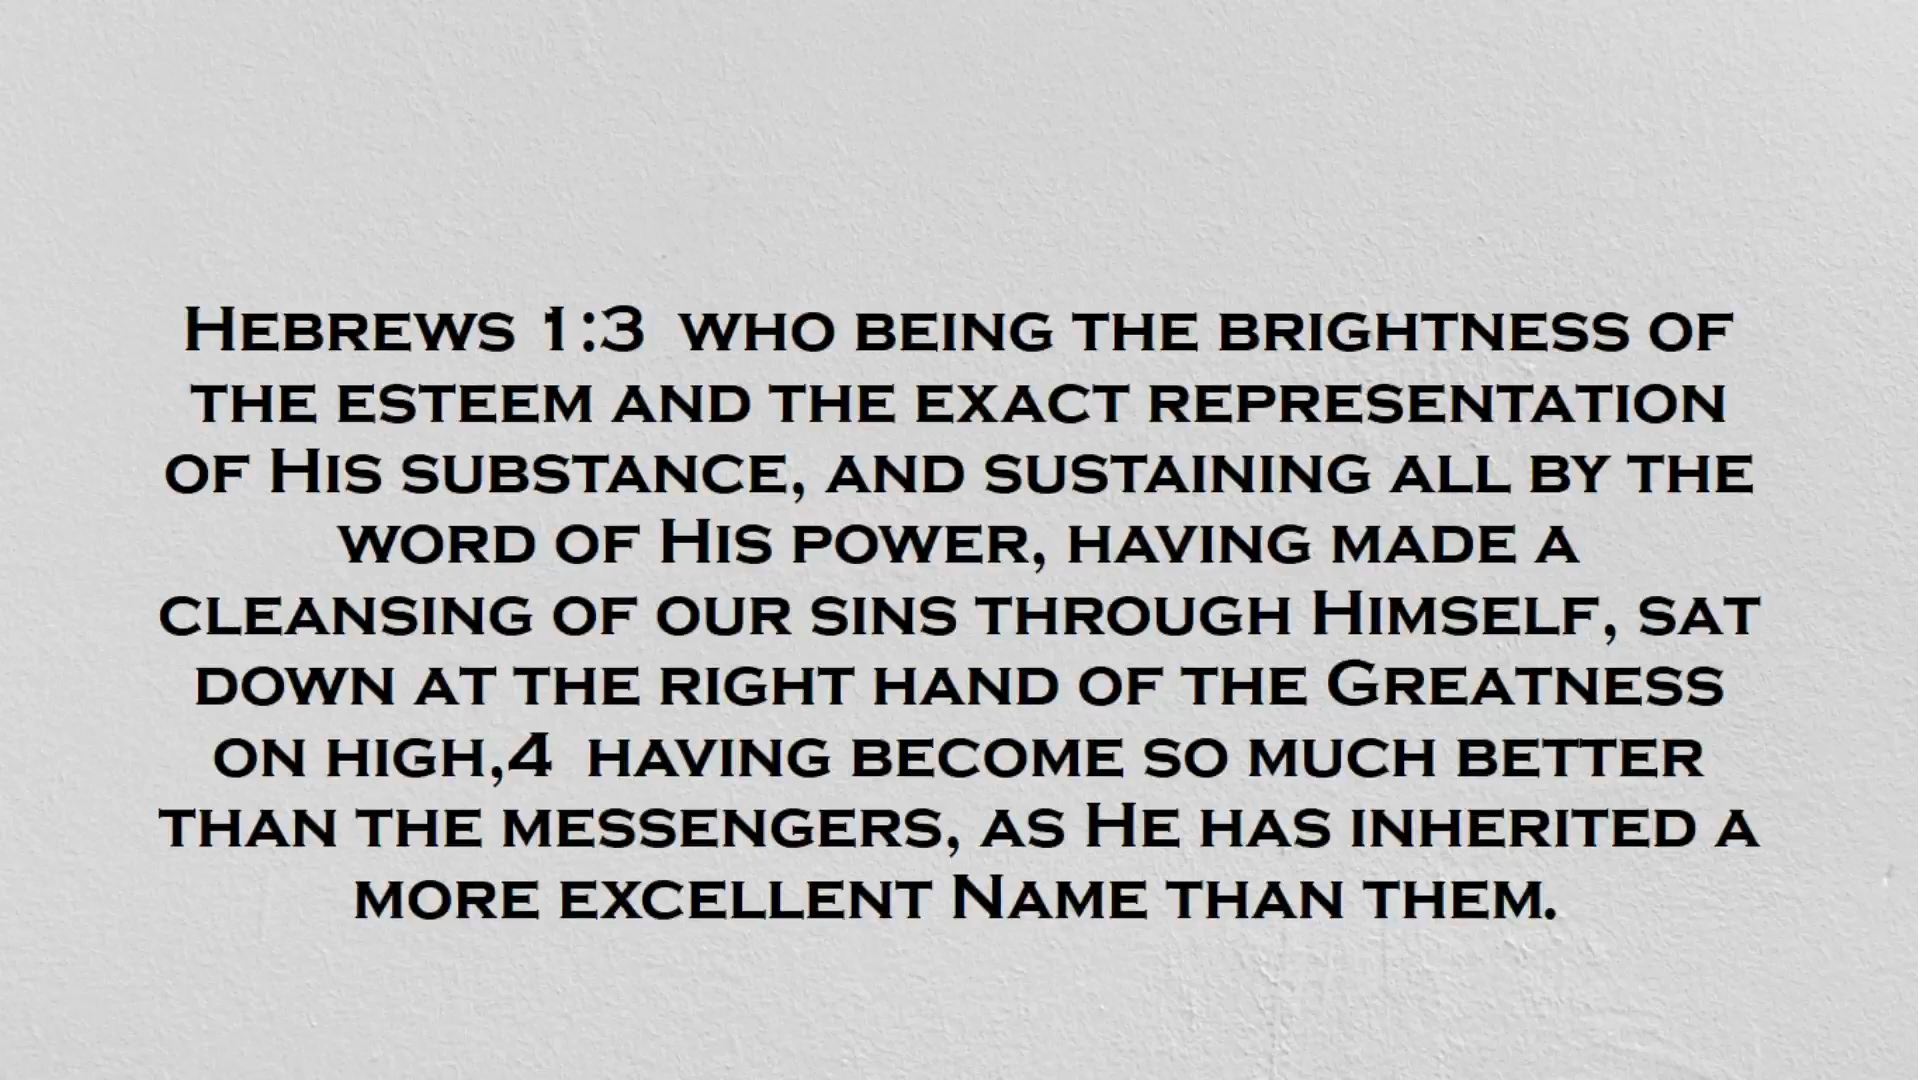 Hebrews 1:3  who being the brightness of
the esteem and the exact representation
of His substance, and sustaining all by the
word of His power, having made a
cleansing of our sins through Himself, sat
down at the right hand of the Greatness
on high,4  having become so much better
than the messengers, as He has inherited a
more excellent Name than them.